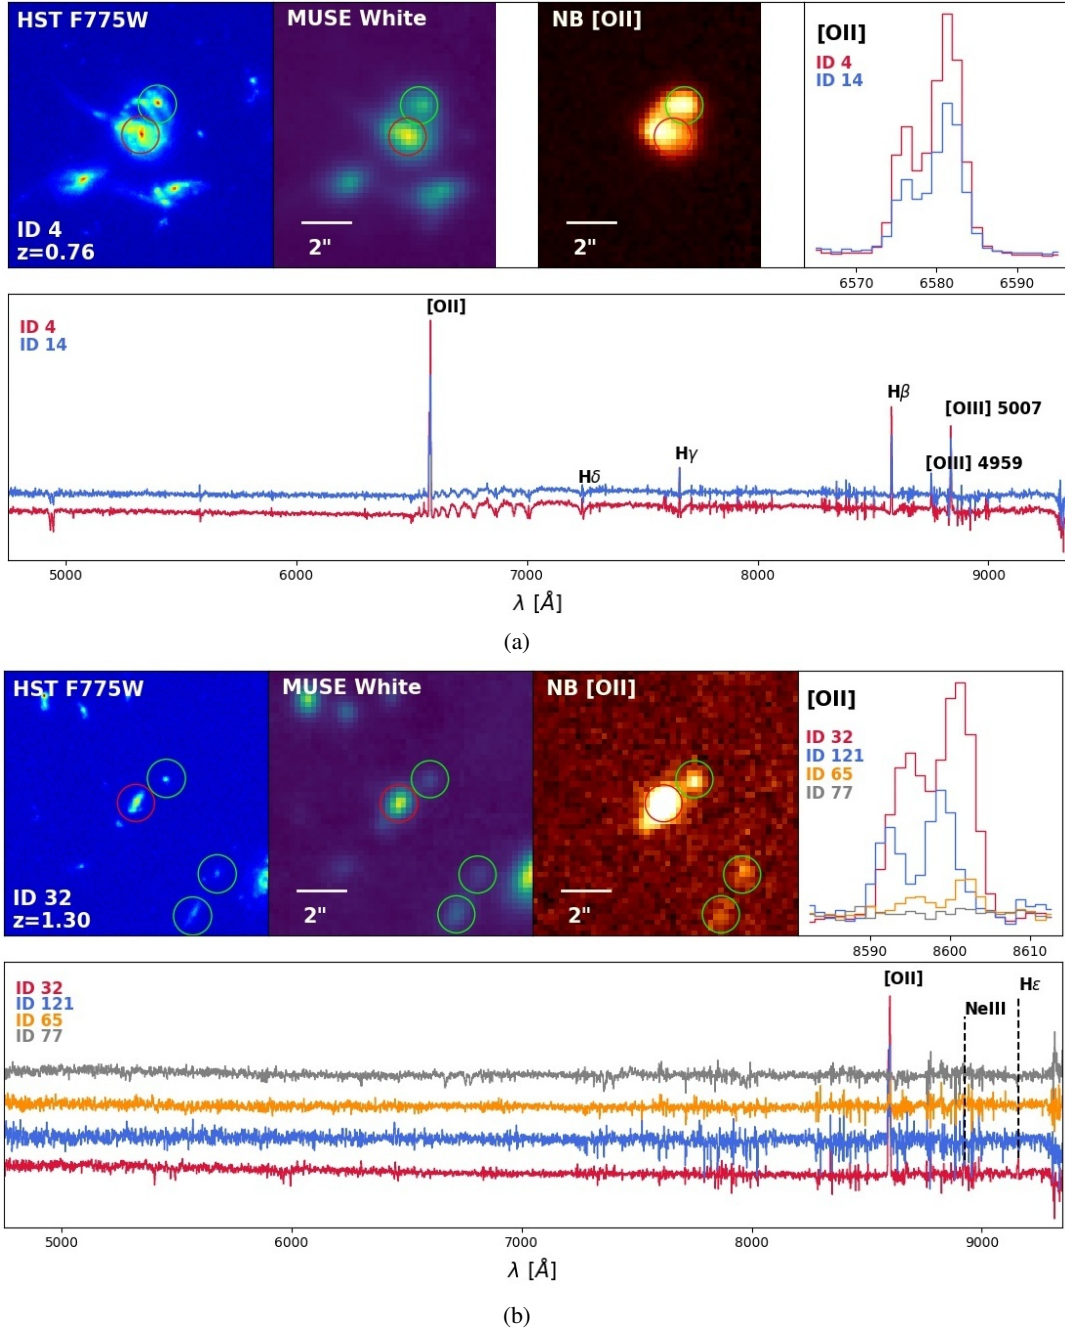 HST F775W
MUSE White
NB [OII]
[OII]
ID 4
ID 14
ID 4
z=0.76
2"
2"
6570
6580
6590
ID 4
ID 14
[OII]
Hδ
Hγ
Hβ
[OIII] 5007
[OIII] 4959
5000
6000
7000
8000
9000
λ [Å]
(a)
HST F775W
MUSE White
NB [OII]
[OII]
ID 32
ID 121
ID 65
ID 77
ID 32
z=1.30
2"
2"
8590
8600
8610
ID 32
ID 121
ID 65
ID 77
[OII]
NeIII
Hε
5000
6000
7000
8000
9000
λ [Å]
(b)